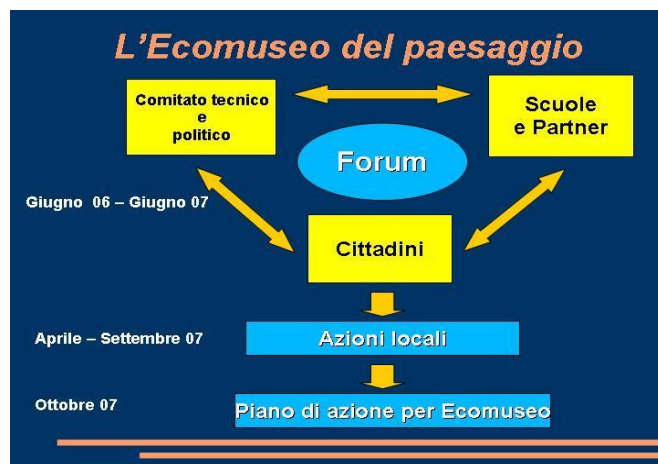 L'Ecomuseo del paesaggio
Comitato tecnico
e
politico
Scuole
e Partner
Forum
Giugno 06 – Giugno 07
Cittadini
Aprile – Settembre 07
Azioni locali
Ottobre 07
Piano di azione per Ecomuseo